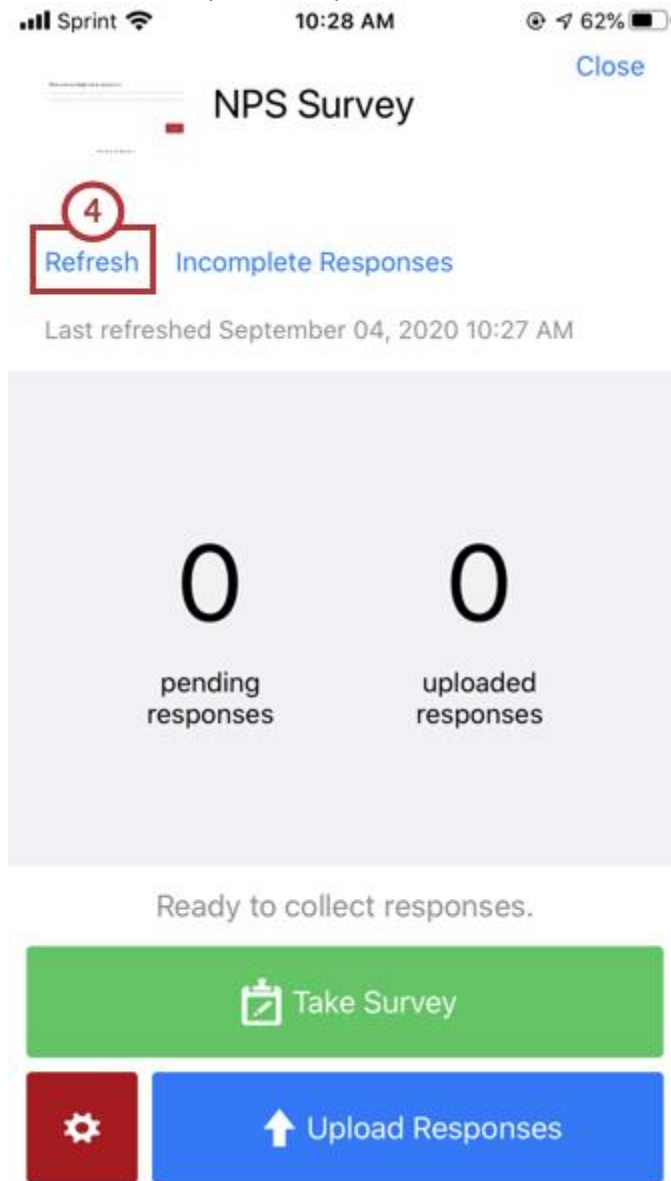 Sprint 10:28 AM 62%
Close
NPS Survey
4
Refresh Incomplete Responses
Last refreshed September 04, 2020 10:27 AM
0 0
pending uploaded
responses responses
Ready to collect responses.
Take Survey
Upload Responses